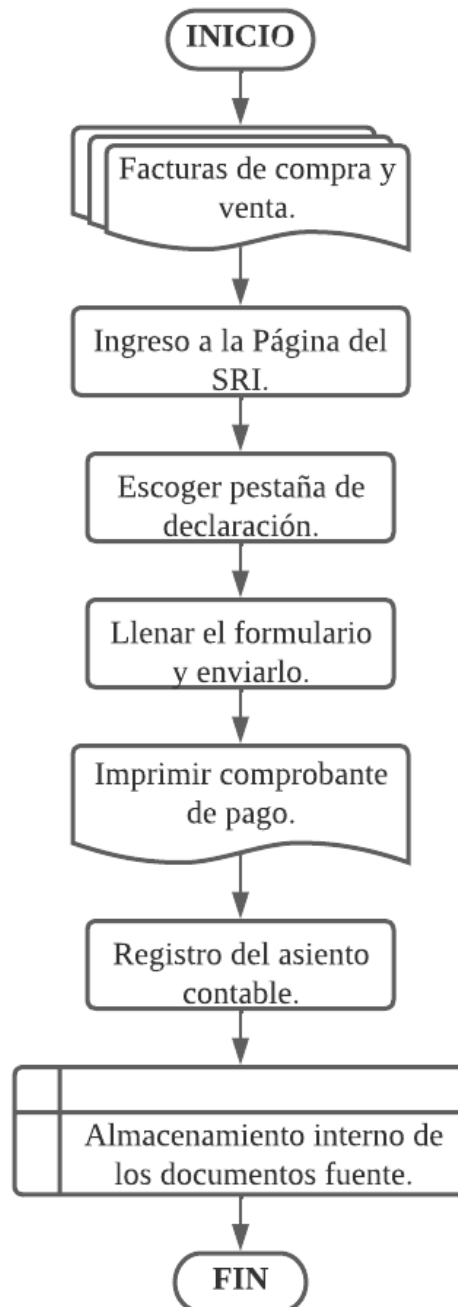 INICIO
Facturas de compra y
venta.
Ingreso a la Página del
SRI.
Escoger pestaña de
declaración.
Llenar el formulario
y enviarlo.
Imprimir comprobante
de pago.
Registro del asiento
contable.
Almacenamiento interno de
los documentos fuente.
FIN